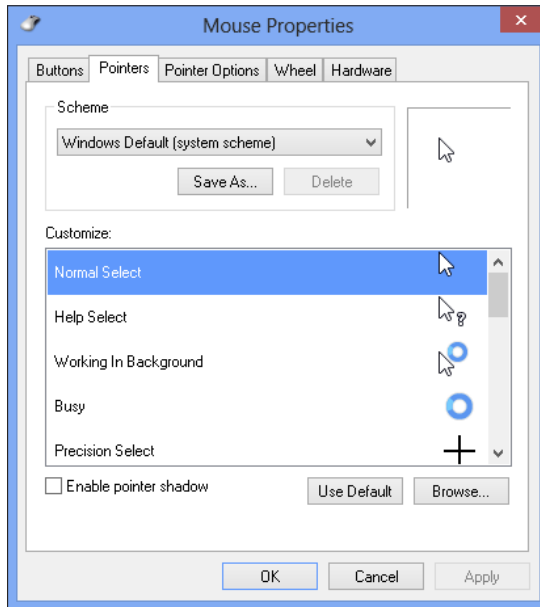 Mouse Properties
Buttons Pointers Pointer Options Wheel Hardware
Scheme
Windows Default (system scheme)
Save As... Delete
Customize:
Normal Select
Help Select
Working In Background
Busy
Precision Select
Enable pointer shadow Use Default Browse...
OK Cancel Apply